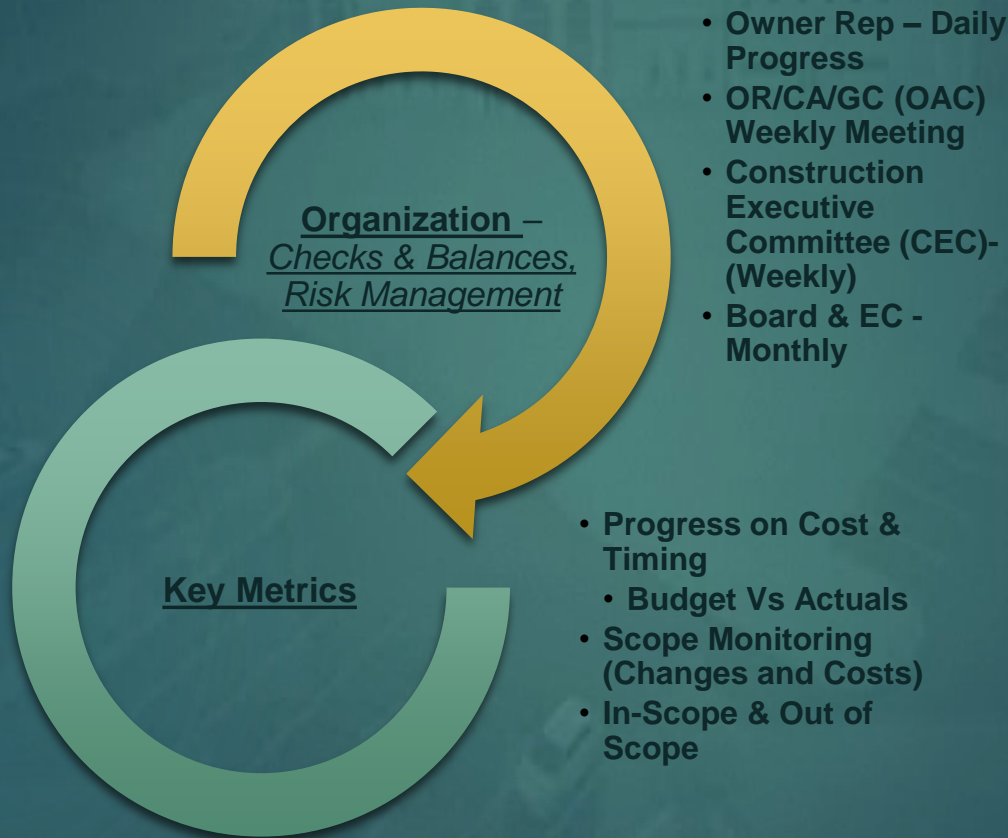 Organization –
Checks & Balances,
Risk Management
• Owner Rep – Daily
Progress
• OR/CA/GC (OAC)
Weekly Meeting
• Construction
Executive
Committee (CEC)-
(Weekly)
• Board & EC -
Monthly
Key Metrics
• Progress on Cost &
Timing
• Budget Vs Actuals
• Scope Monitoring
(Changes and Costs)
• In-Scope & Out of
Scope